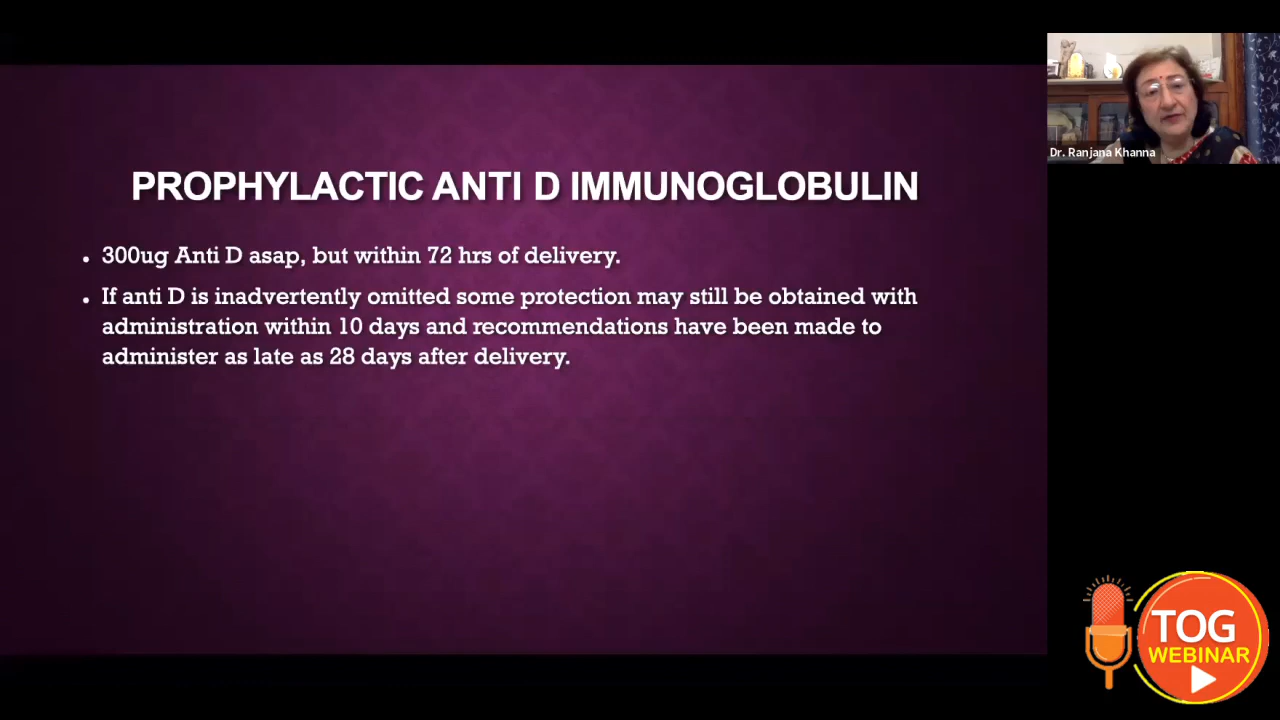 PROPHYLACTIC ANTI D IMMUNOGLOBULIN
• 300ug Anti D asap, but within 72 hrs of delivery.
• If anti D is inadvertently omitted some protection may still be obtained with
administration within 10 days and recommendations have been made to
administer as late as 28 days after delivery.
Dr. Ranjana Khanna
TOG
WEBINAR